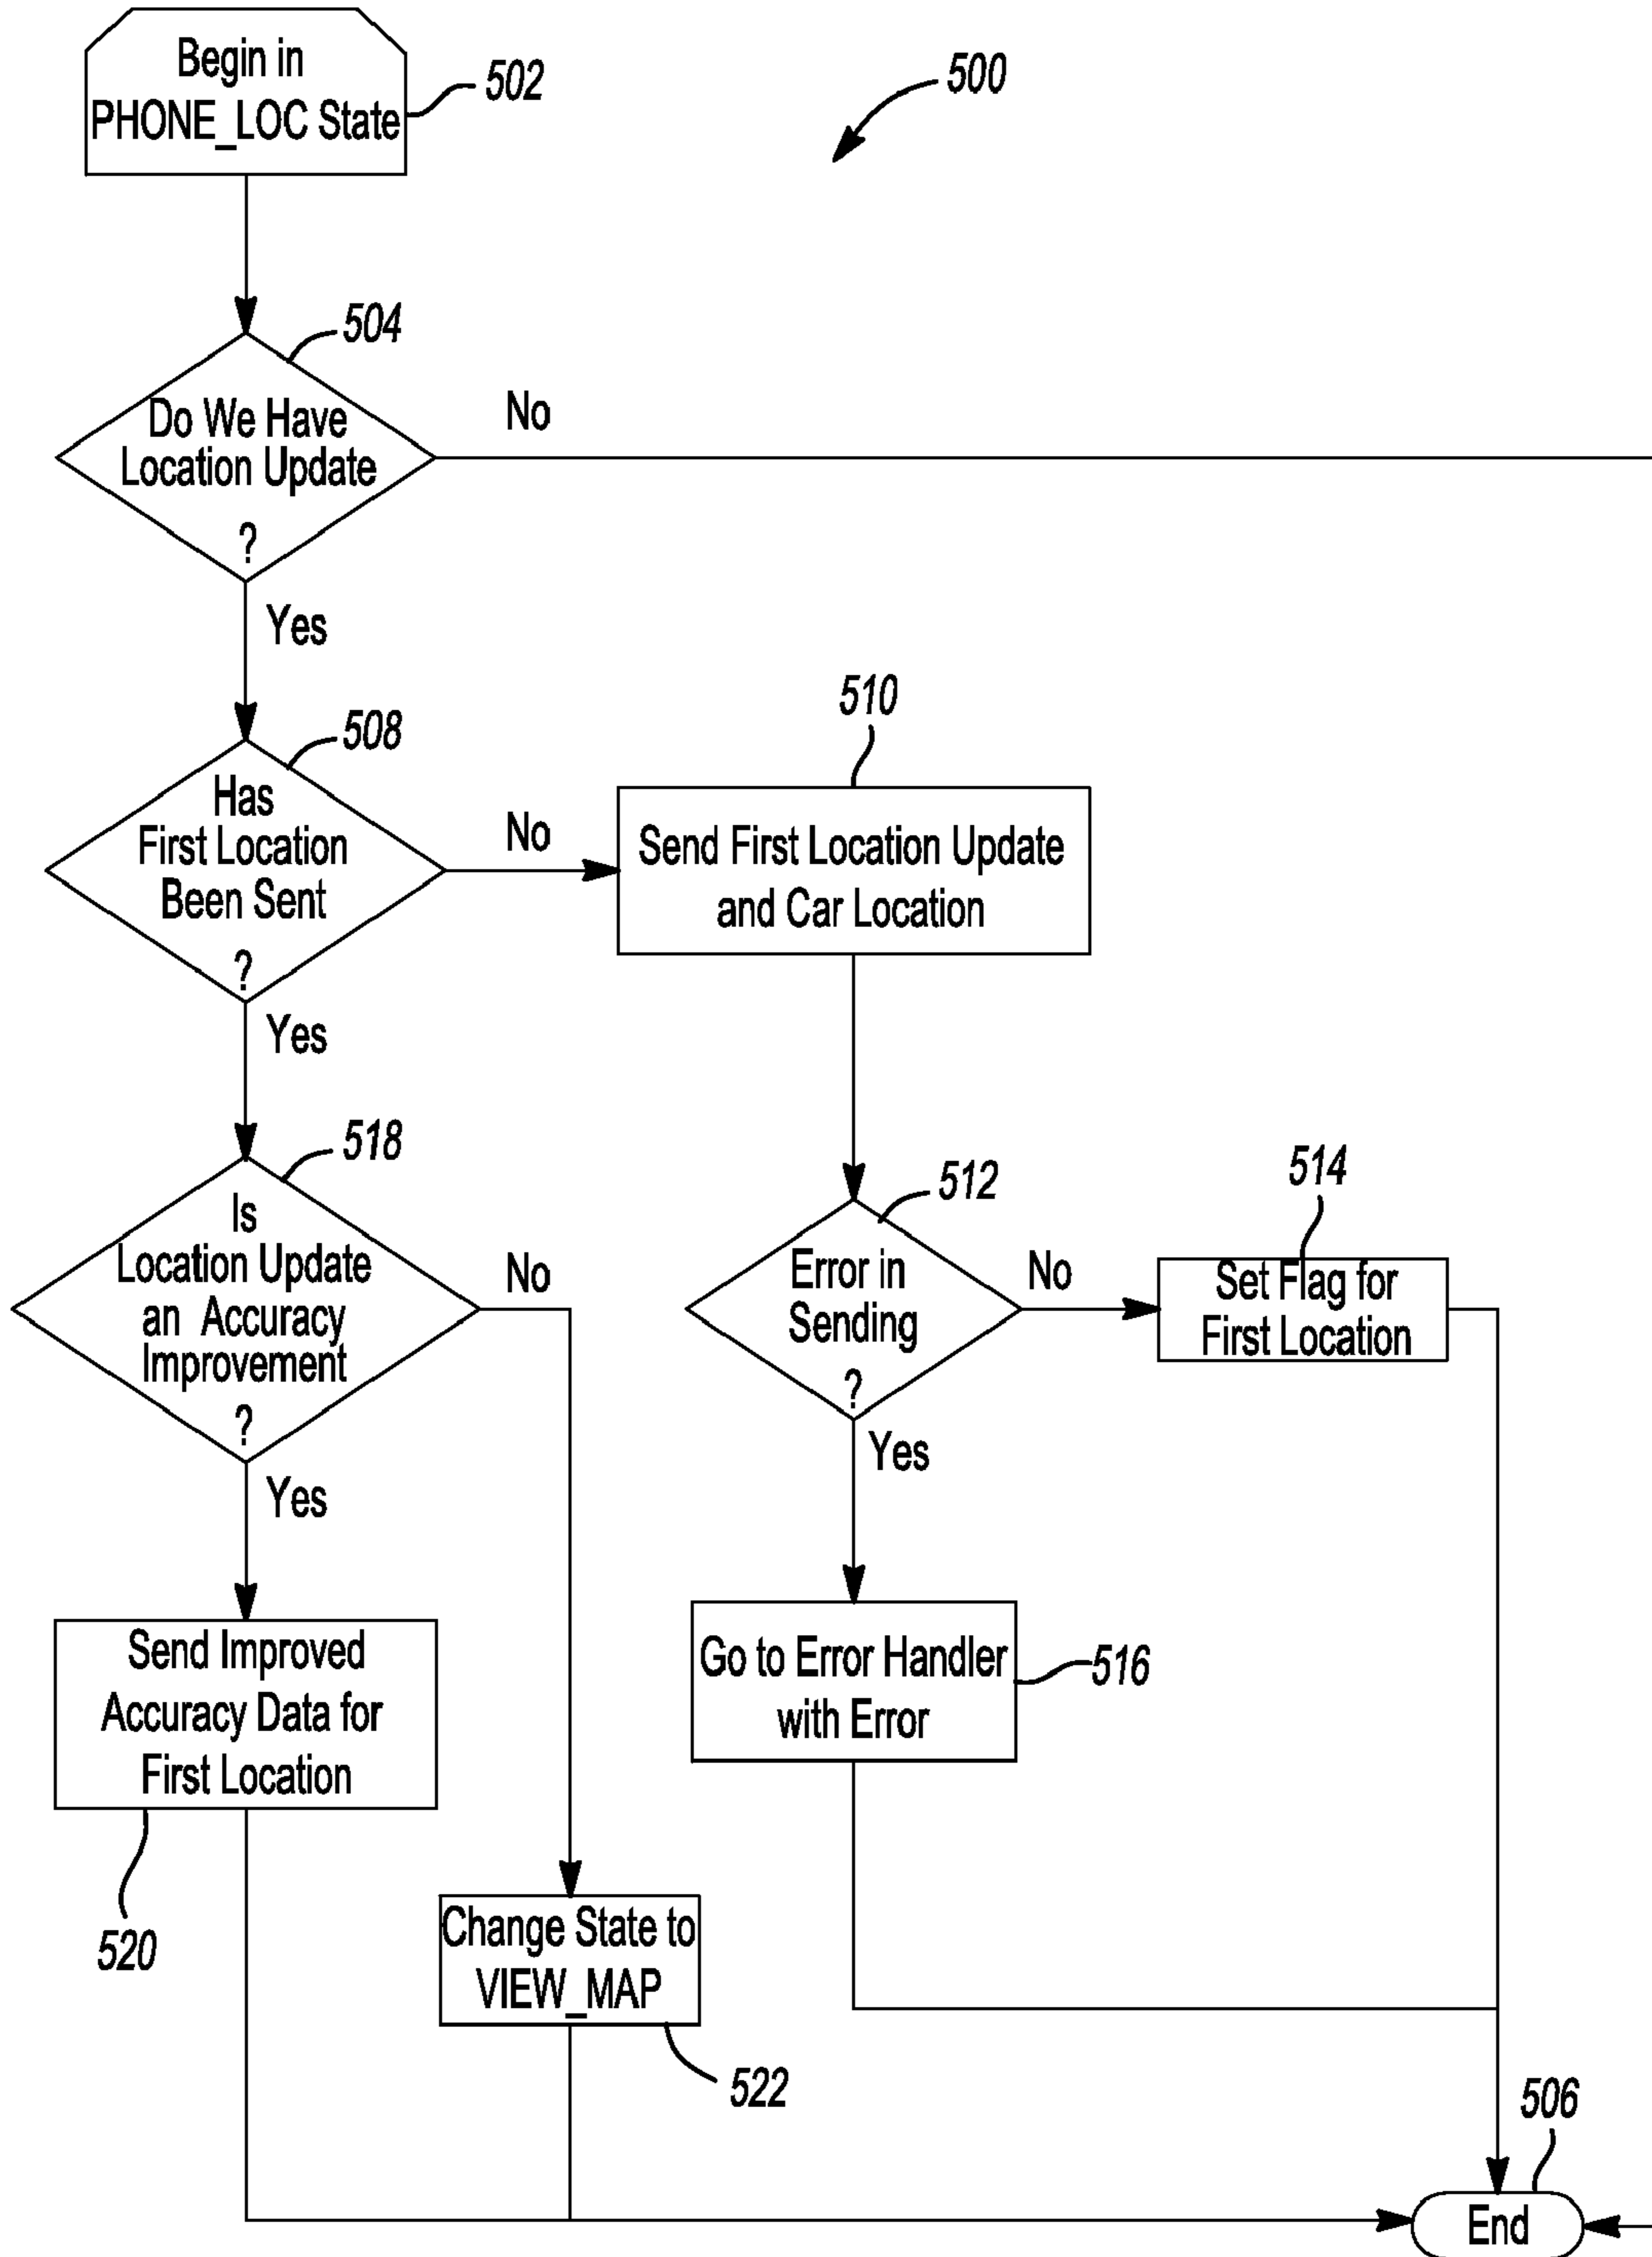 Begin in
PHONE_LOC State
502
500
504
Do We Have
Location Update
?
No
Yes
508
Has
First Location
Been Sent
?
No
Yes
510
Send First Location Update
and Car Location
518
Is
Location Update
an Accuracy
Improvement
?
No
Yes
512
Error in
Sending
?
No
Yes
514
Set Flag for
First Location
Send Improved
Accuracy Data for
First Location
520
Go to Error Handler
with Error
516
Change State to
VIEW_MAP
522
506
End